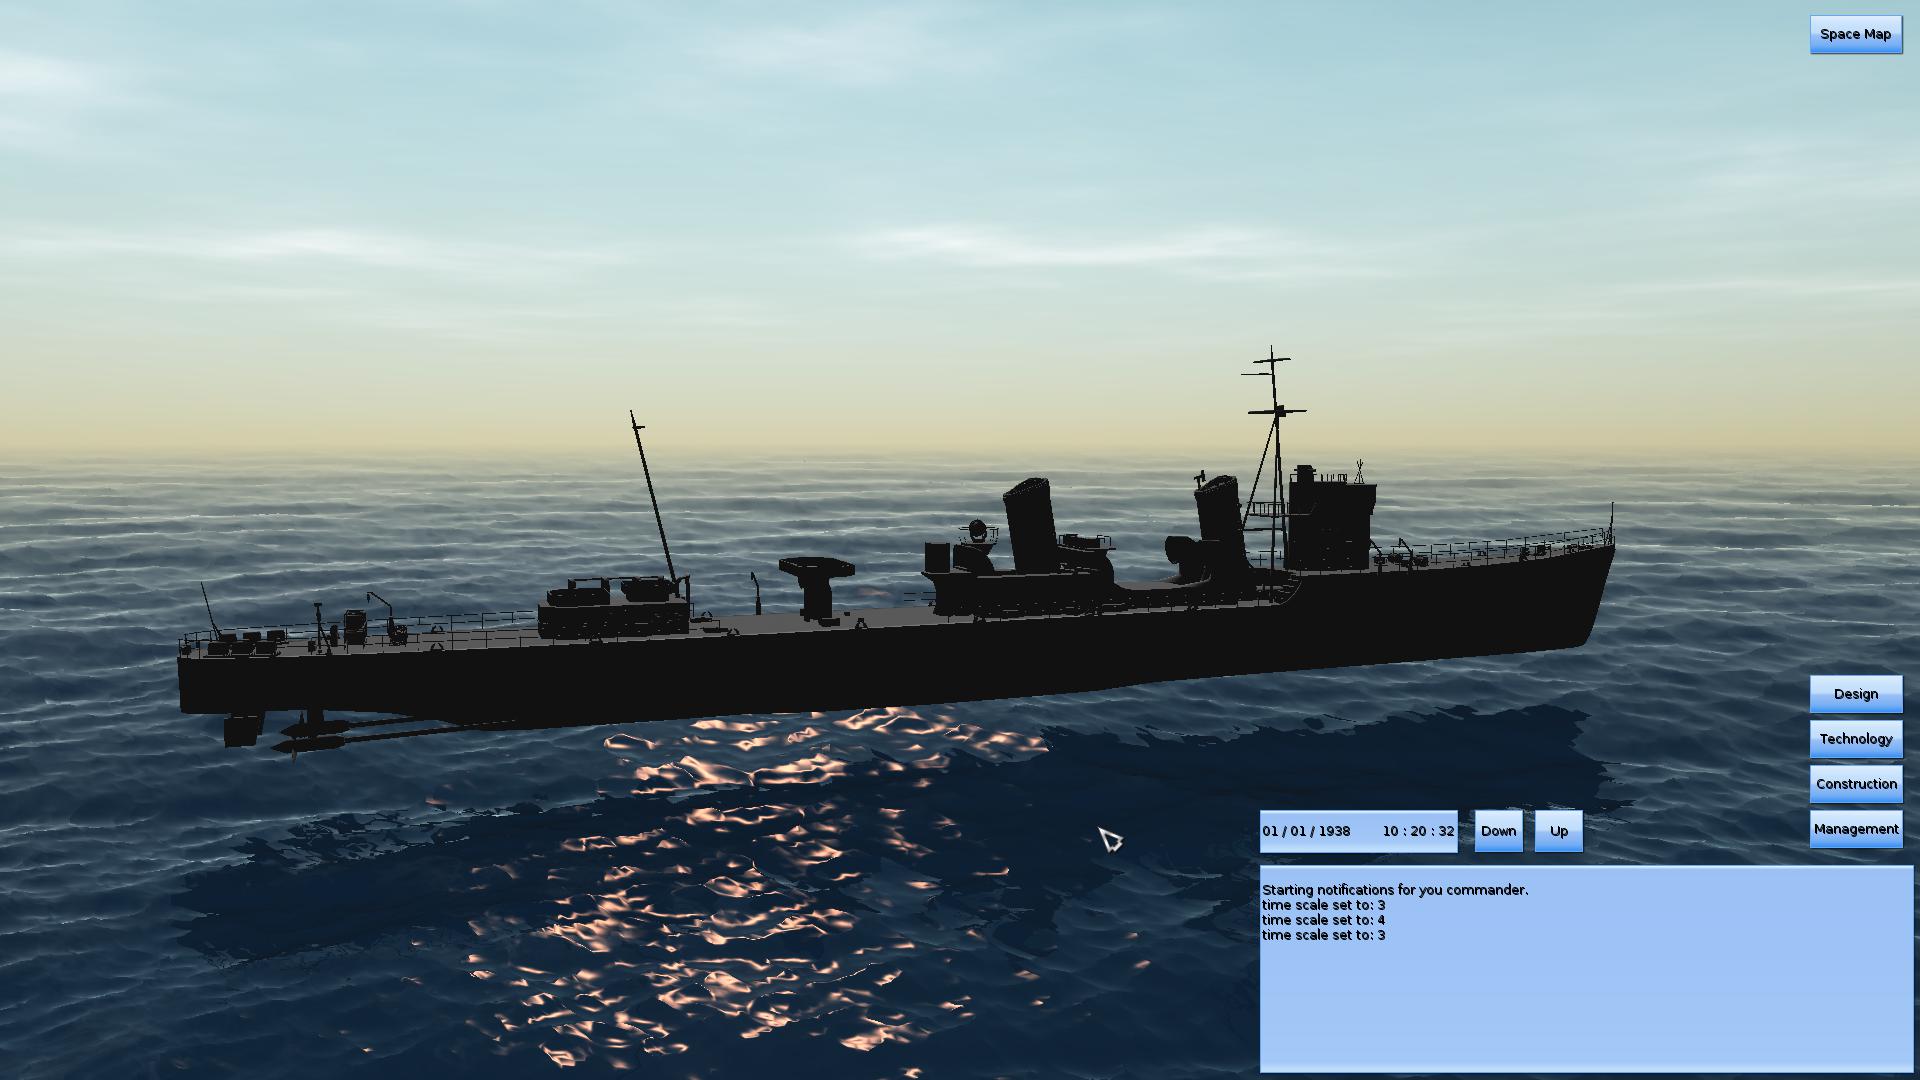 Space Map
Design
Technology
Construction
Management
01 / 01 / 1938 10 : 20 : 32
Down
Up
Starting notifications for you commander.
time scale set to: 3
time scale set to: 4
time scale set to: 3